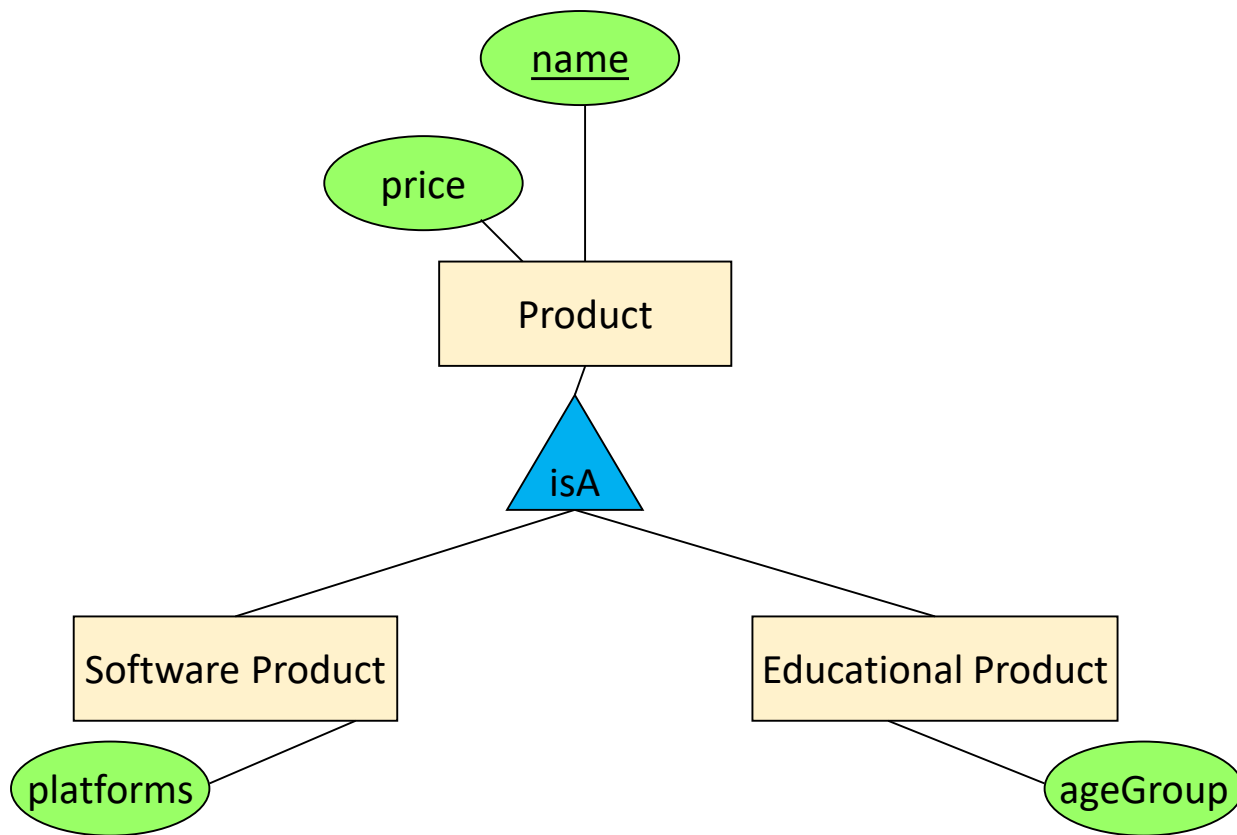 name
price
Product
isA
Software Product
Educational Product
platforms
ageGroup